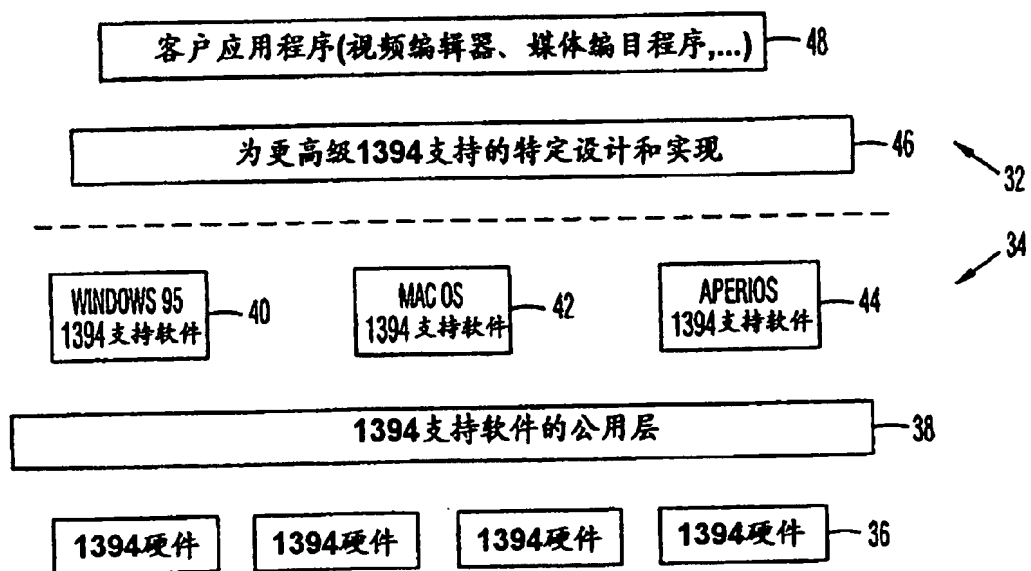 客户应用程序(视频编辑器、媒体编目程序,...) 48
为更高级1394支持的特定设计和实现 46
32
34
WINDOWS 95
1394支持软件 40
MAC OS
1394支持软件 42
APERIOS
1394支持软件 44
1394支持软件的公用层 38
1394硬件 1394硬件 1394硬件 1394硬件 36